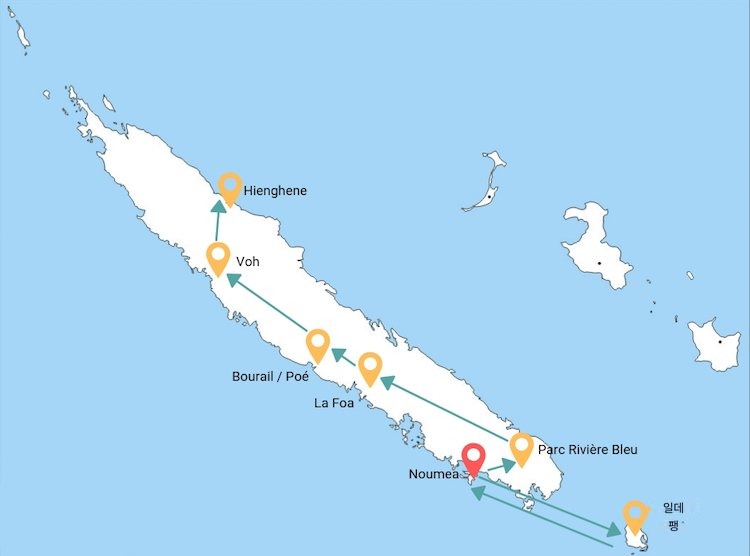 Hienghene
Voh
Bourail / Poé
La Foa
Parc Rivière Bleu
Noumea
일데
팽